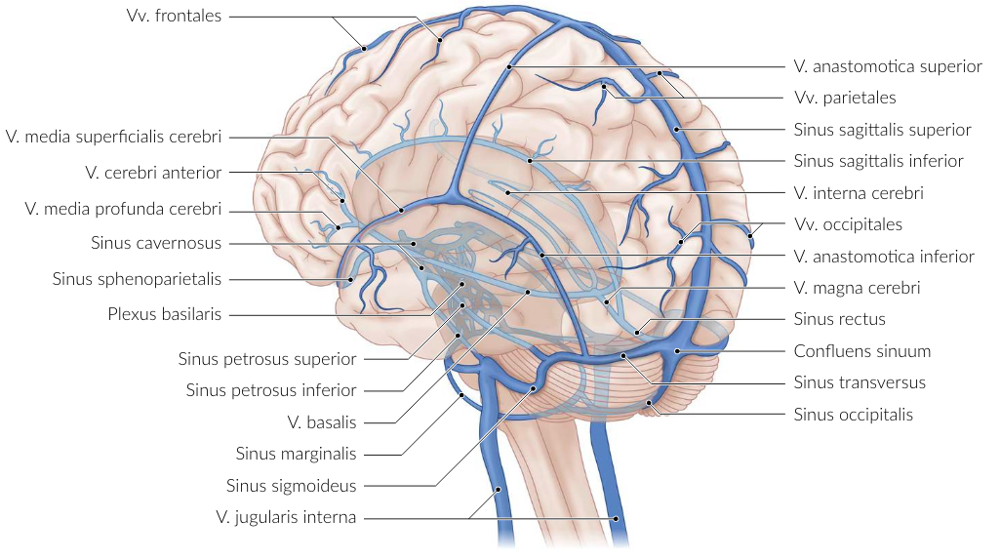 Vv. frontales
V. media superficialis cerebri
V. cerebri anterior
V. media profunda cerebri
Sinus cavernosus
Sinus sphenoparietalis
Plexus basilaris
Sinus petrosus superior
Sinus petrosus inferior
V. basalis
Sinus marginalis
Sinus sigmoideus
V. jugularis interna
V. anastomotica superior
Vv. parietales
Sinus sagittalis superior
Sinus sagittalis inferior
V. interna cerebri
Vv. occipitales
V. anastomotica inferior
V. magna cerebri
Sinus rectus
Confluens sinuum
Sinus transversus
Sinus occipitalis